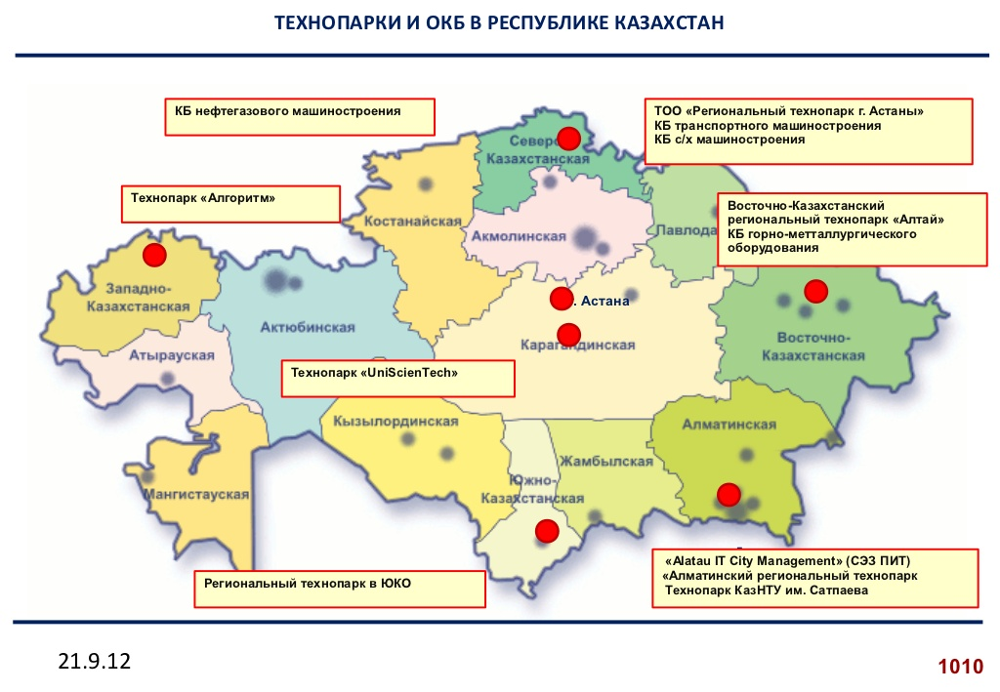 ТЕХНОПАРКИ И ОКБ В РЕСПУБЛИКЕ КАЗАХСТАН
КБ нефтегазового машиностроения
ТОО «Региональный технопарк г. Астаны»
КБ транспортного машиностроения
КБ с/х машиностроения
Технопарк «Алгоритм»
Восточно-Казахстанский
региональный технопарк «Алтай»
КБ горно-метталлургического
оборудования
Казахстанская
Костанайская
Акмолинская
Западно-
Казахстанская
Актюбинская
. Астана
Атырауская
Восточно-
Казахстанская
Технопарк «UniScienTech»
Кызылординская
Алматинская
Жамбылская
Южно-
Казахстанская
Мангистауская
Региональный технопарк в ЮКО
«Alatau IT City Management» (СЭЗ ПИТ)
«Алматинский региональный технопарк
Технопарк КазНТУ им. Сатпаева
21.9.12
1010